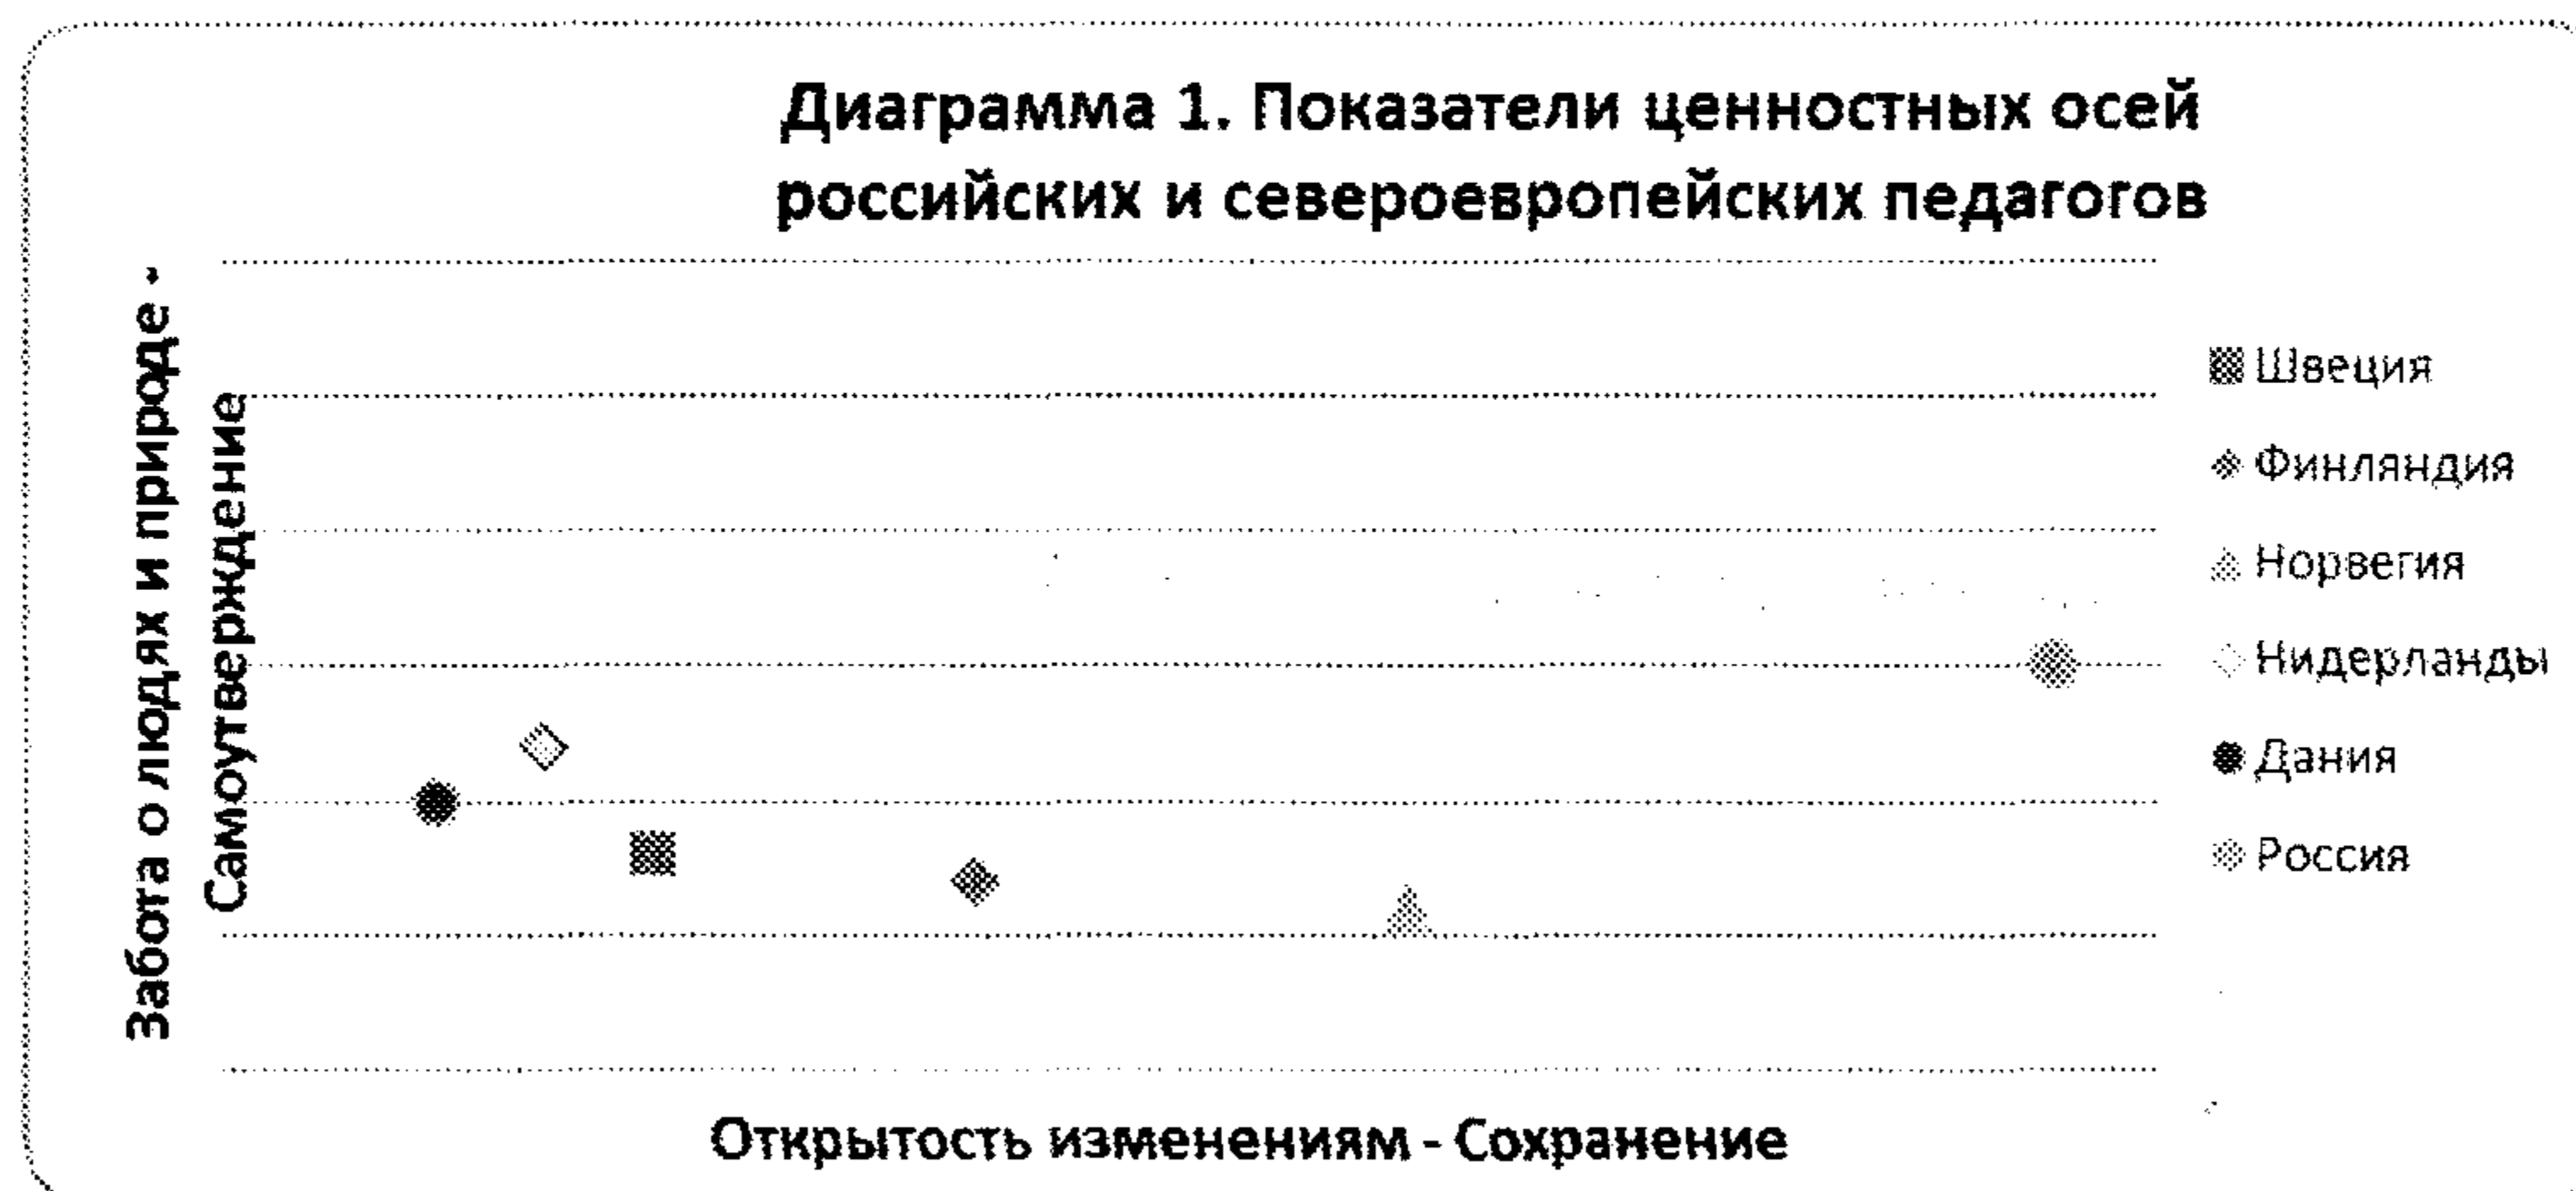 Диаграмма 1. Показатели ценностных осей
российских и североевропейских педагогов
Забота о людях и природе -
Самоутверждение
Швеция
Финляндия
Норвегия
Нидерланды
Дания
Россия
Открытость изменениям - Сохранение